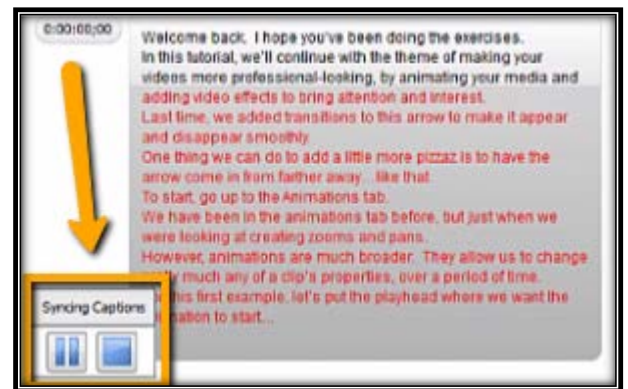 0:00:00;00
Welcome back. I hope you've been doing the exercises.
In this tutorial, we'll continue with the theme of making your
videos more professional-looking, by animating your media and
adding video effects to bring attention and interest.
Last time, we added transitions to this arrow to make it appear
and disappear smoothly.
One thing we can do to add a little more pizzaz is to have the
arrow come in from farther away... like that.
To start, go up to the Animations tab.
We have been in the animations tab before, but just when we
were looking at creating zooms and pans.
However, animations are much broader. They allow us to change
much any of a clip's properties, over a period of time.
this first example, let's put the playhead where we want the
to start...
Syncing Captions